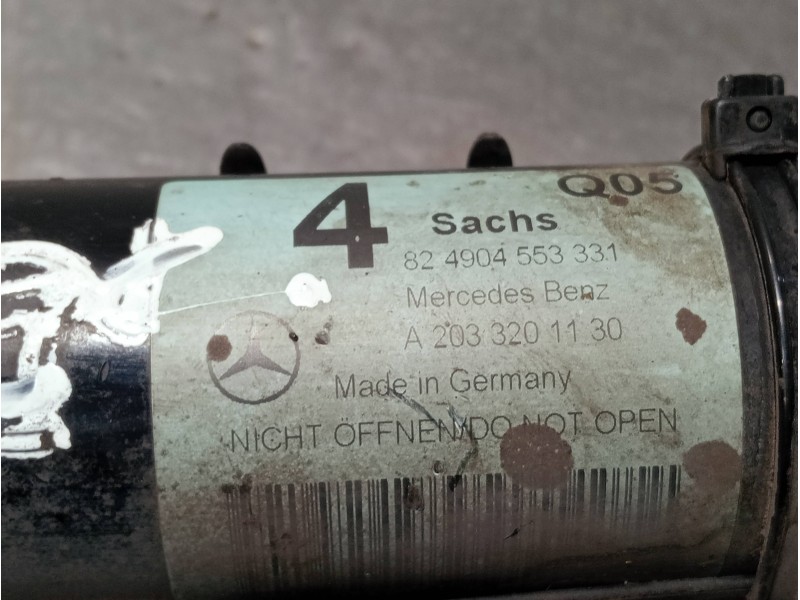 4 Sachs Q05
82 4904 553 331
Mercedes Benz
A 203 320 11 30
Made in Germany
NICHT ÖFFNEN/DO NOT OPEN